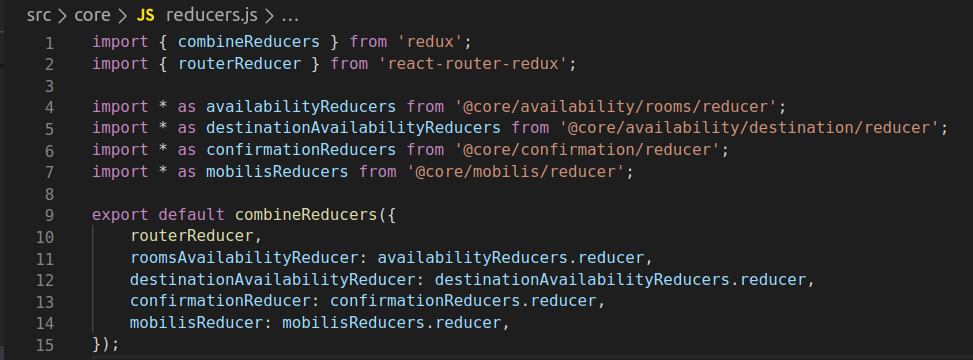 src > core > JS reducers.js > ...
1 import { combineReducers } from 'redux';
2 import { routerReducer } from 'react-router-redux';
3
4 import * as availabilityReducers from '@core/availability/rooms/reducer';
5 import * as destinationAvailabilityReducers from '@core/availability/destination/reducer';
6 import * as confirmationReducers from '@core/confirmation/reducer';
7 import * as mobilisReducers from '@core/mobilis/reducer';
8
9 export default combineReducers({
10     routerReducer,
11     roomsAvailabilityReducer: availabilityReducers.reducer,
12     destinationAvailabilityReducer: destinationAvailabilityReducers.reducer,
13     confirmationReducer: confirmationReducers.reducer,
14     mobilisReducer: mobilisReducers.reducer,
15 });